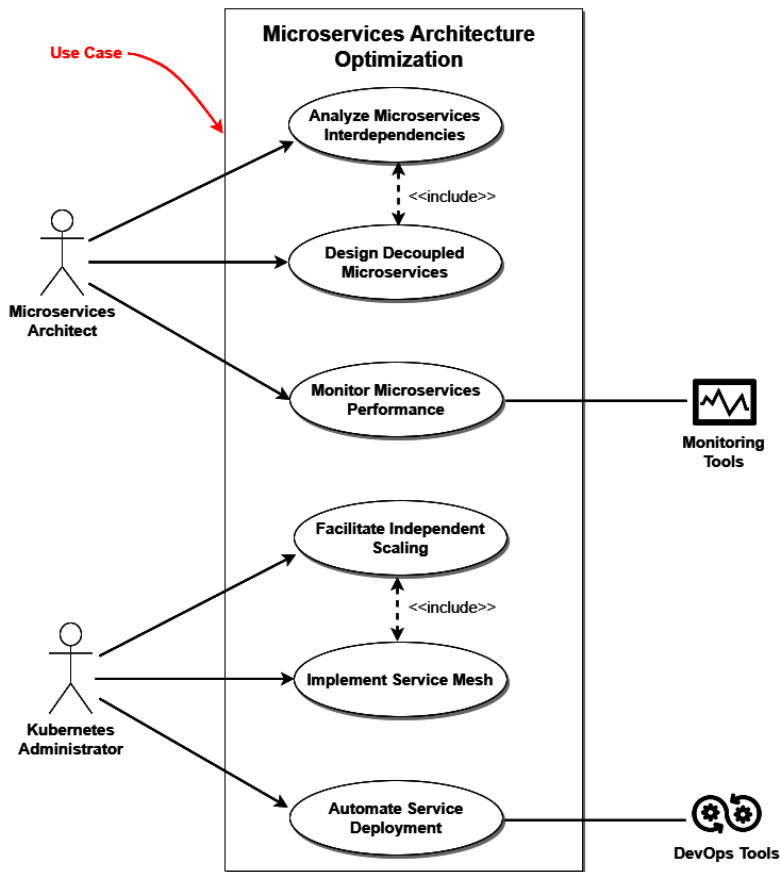 Microservices Architecture
Optimization
Use Case
Analyze Microservices
Interdependencies
<<include>>
Design Decoupled
Microservices
Microservices
Architect
Monitor Microservices
Performance
Monitoring
Tools
Facilitate Independent
Scaling
<<include>>
Implement Service Mesh
Kubernetes
Administrator
Automate Service
Deployment
DevOps Tools